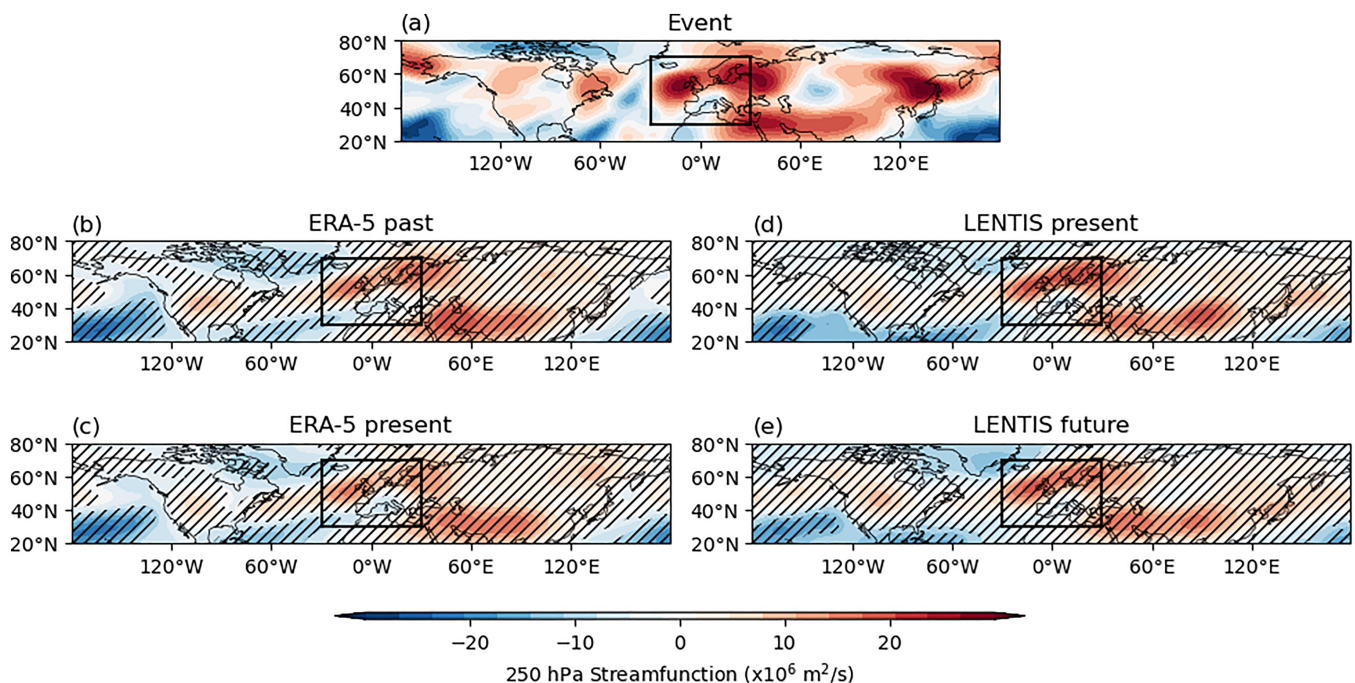 (a) Event
80°N
60°N
40°N
20°N
120°W 60°W 0°W 60°E 120°E
(b) ERA-5 past
80°N
60°N
40°N
20°N
120°W 60°W 0°W 60°E 120°E
(d) LENTIS present
80°N
60°N
40°N
20°N
120°W 60°W 0°W 60°E 120°E
(c) ERA-5 present
80°N
60°N
40°N
20°N
120°W 60°W 0°W 60°E 120°E
(e) LENTIS future
80°N
60°N
40°N
20°N
120°W 60°W 0°W 60°E 120°E
−20 −10 0 10 20
250 hPa Streamfunction (x10⁶ m²/s)